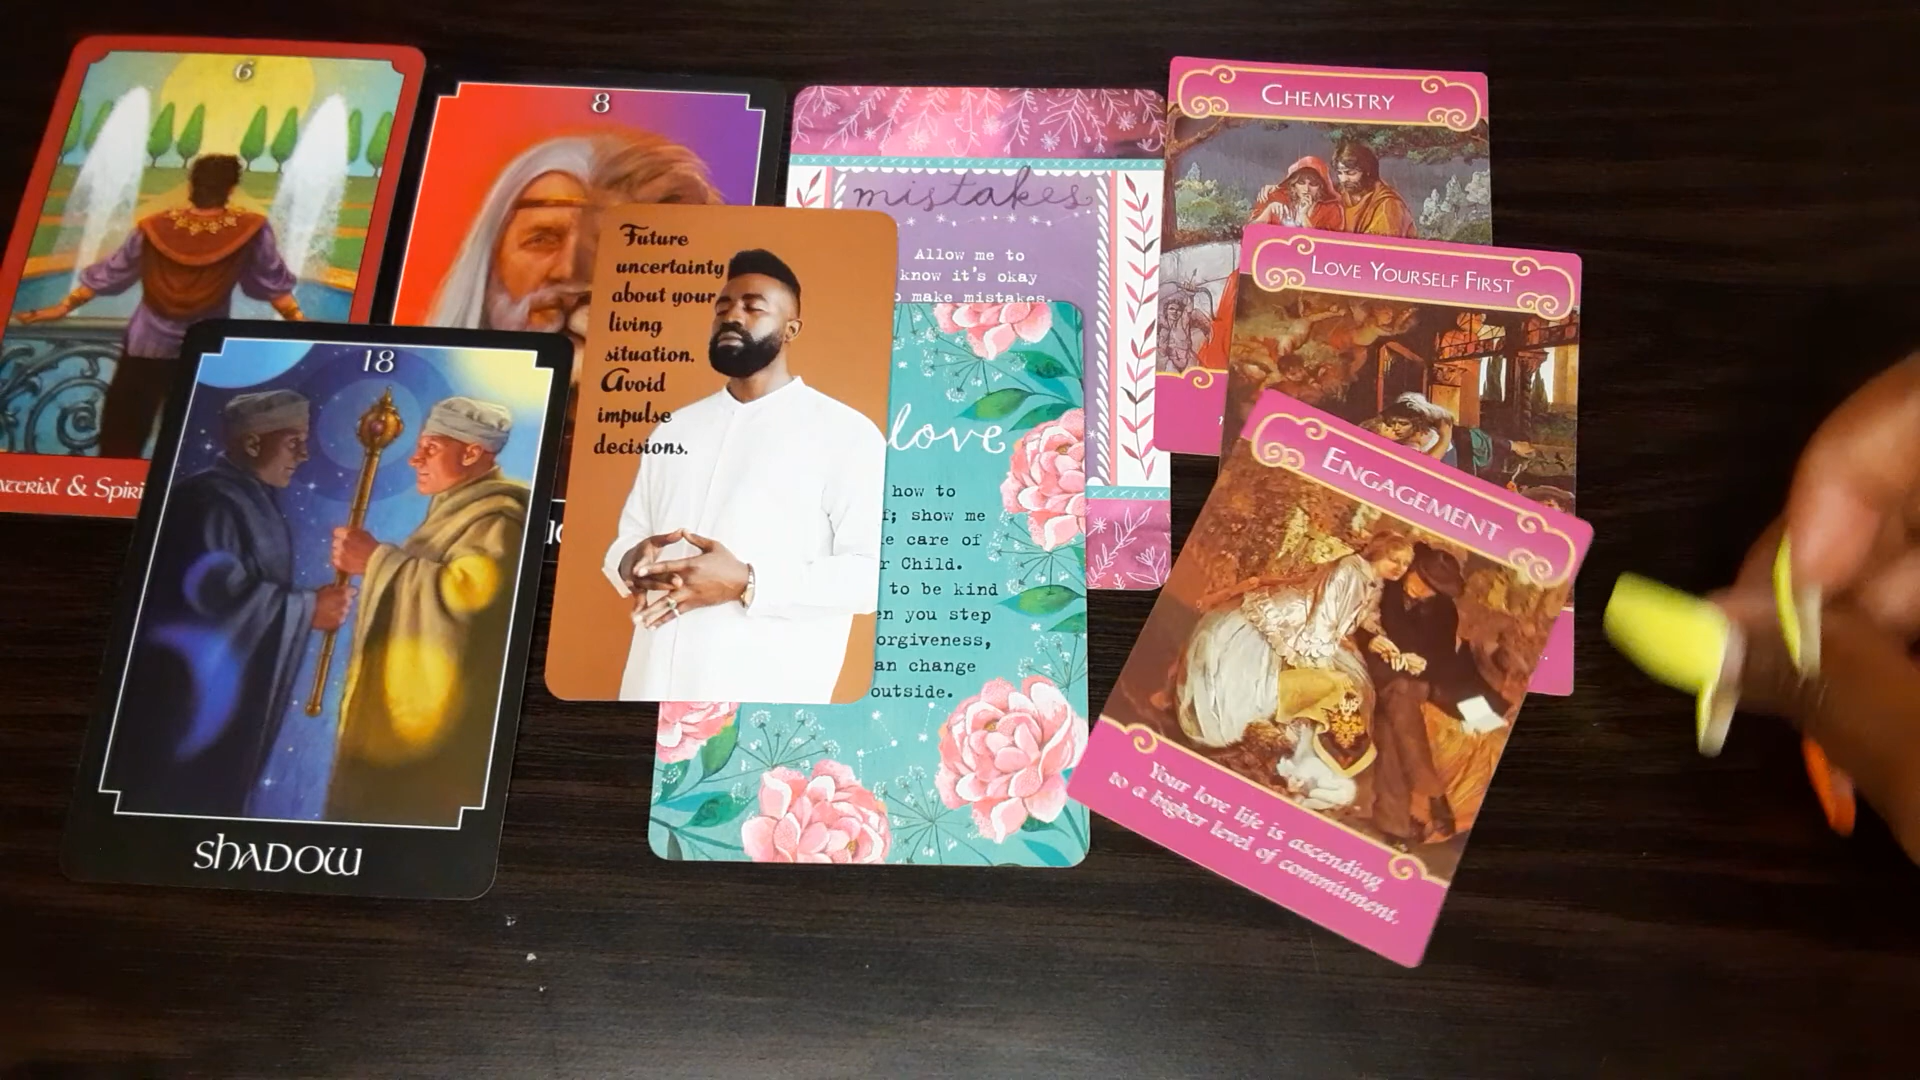 6
Material & Spiri
8
18
Shadow
Future
uncertainty
about your
living
situation.
Avoid
impulse
decisions.
mistakes
Allow me to
know it's okay
make mistakes.
love
how to
show me
care of
Child.
to be kind
you step
orgiveness,
an change
outside.
Chemistry
Love Yourself First
Engagement
Your love life is ascending
to a higher level of commitment.